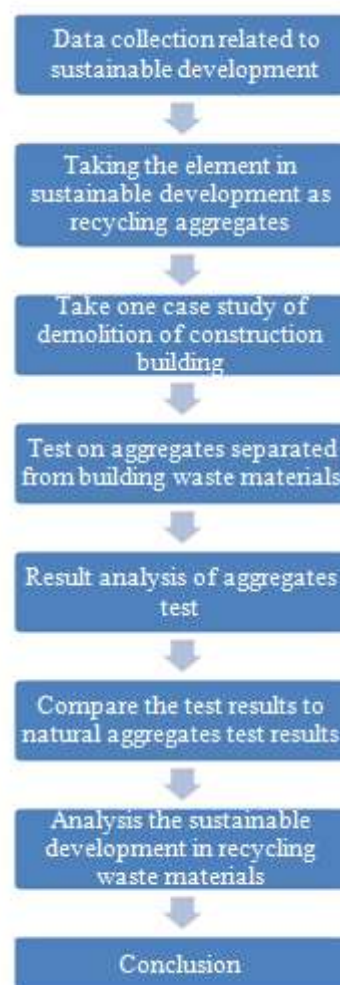 Data collection related to
sustainable development
Taking the element in
sustainable development as
recycling aggregates
Take one case study of
demolition of construction
building
Test on aggregates separated
from building waste materials
Result analysis of aggregates
test
Compare the test results to
natural aggregates test results
Analysis the sustainable
development in recycling
waste materials
Conclusion